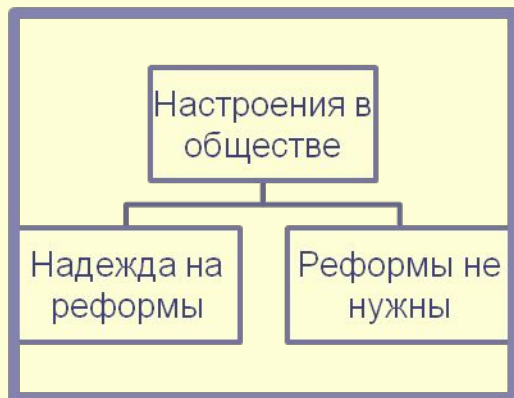 Настроения в
обществе
Надежда на
реформы
Реформы не
нужны